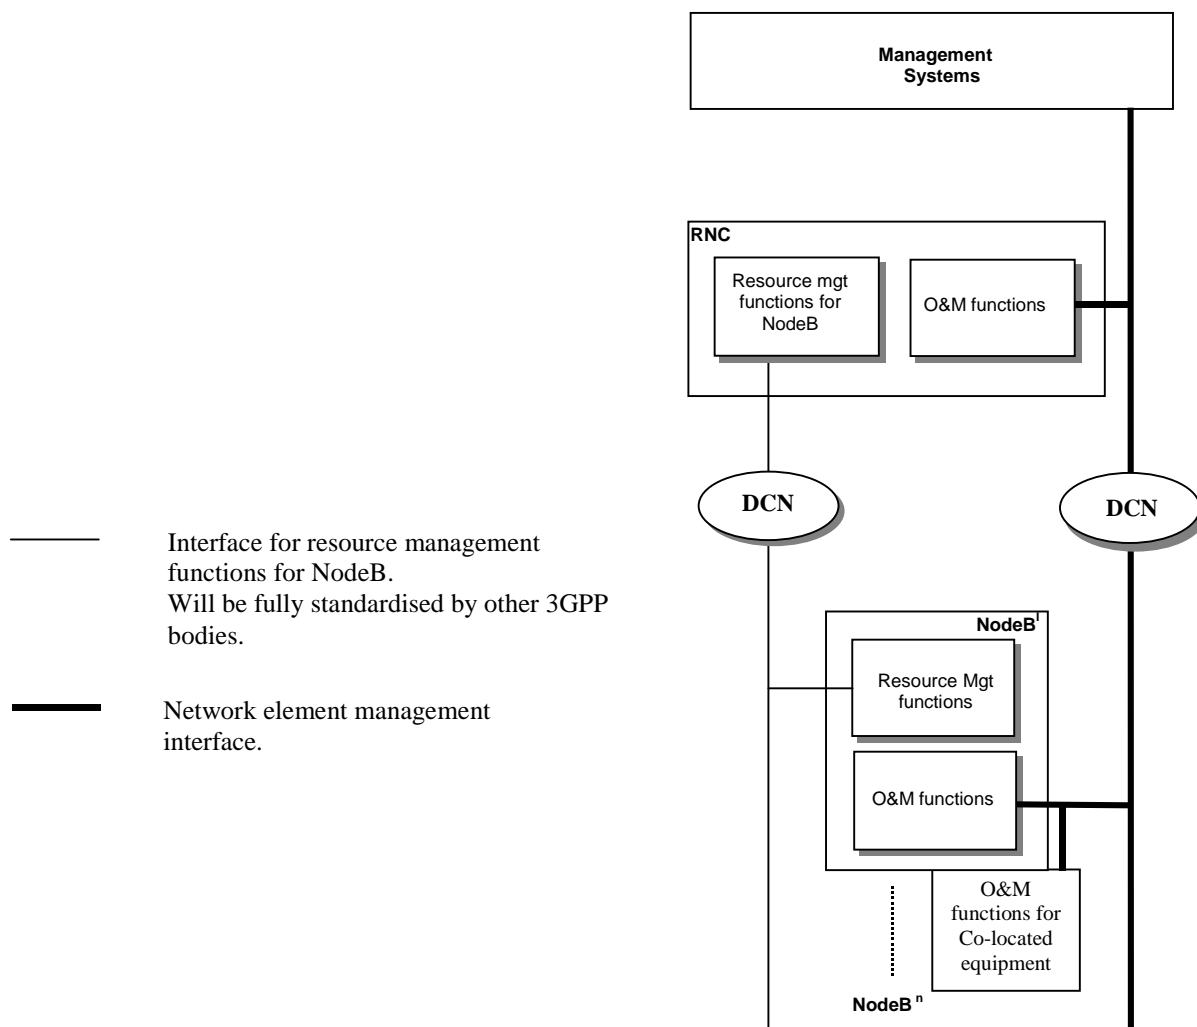 Management
Systems
RNC
Resource mgt
functions for
NodeB
O&M functions
DCN
DCN
Interface for resource management
functions for NodeB.
Will be fully standardised by other 3GPP
bodies.
NodeB l
Resource Mgt
functions
Network element management
interface.
O&M functions
O&M
functions for
Co-located
equipment
NodeB n